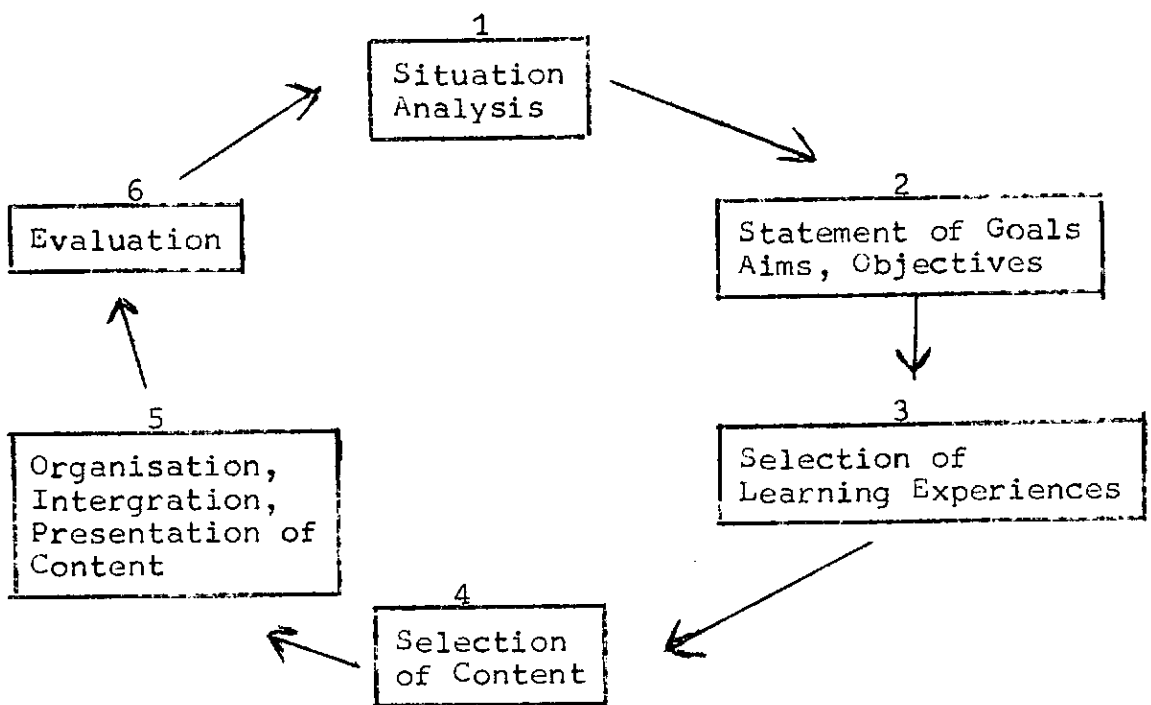 1
Situation
Analysis
2
Statement of Goals
Aims, Objectives
3
Selection of
Learning Experiences
4
Selection
of Content
5
Organisation,
Intergration,
Presentation of
Content
6
Evaluation